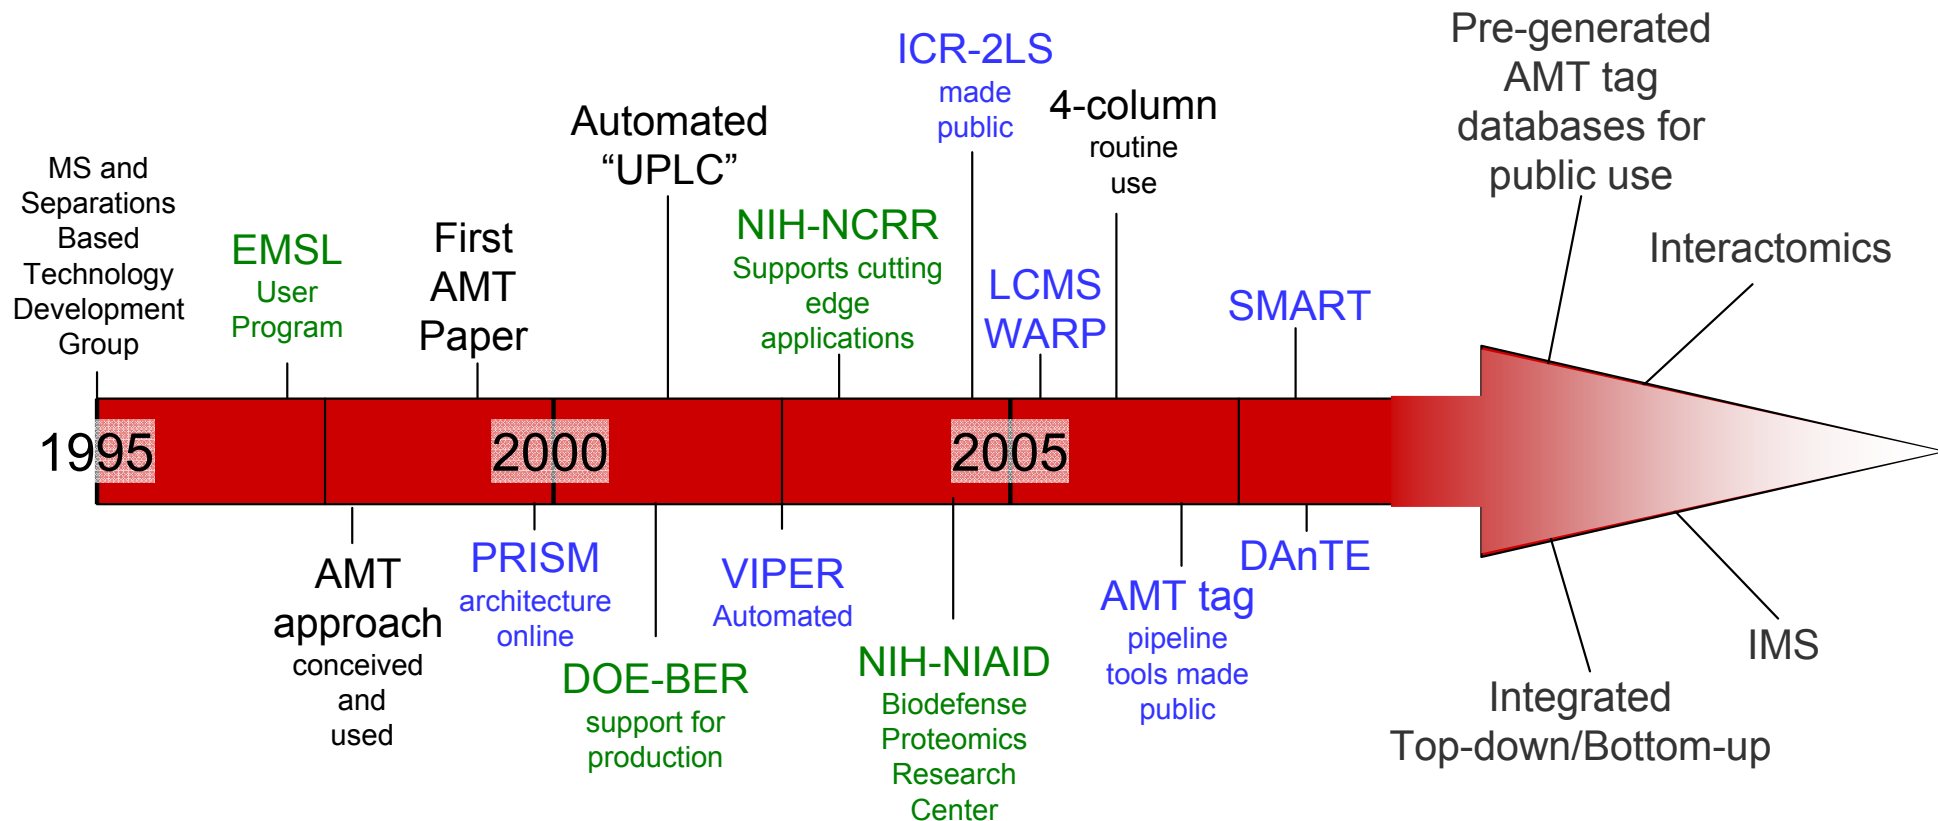 MS and
Separations
Based
Technology
Development
Group
EMSL
User
Program
First
AMT
Paper
Automated
“UPLC”
NIH-NCRR
Supports cutting
edge
applications
ICR-2LS
made
public
LCMS
WARP
4-column
routine
use
SMART
Pre-generated
AMT tag
databases for
public use
Interactomics
1995
2000
2005
AMT
approach
conceived
and
used
PRISM
architecture
online
DOE-BER
support for
production
VIPER
Automated
NIH-NIAID
Biodefense
Proteomics
Research
Center
AMT tag
pipeline
tools made
public
DAnTE
Integrated
Top-down/Bottom-up
IMS